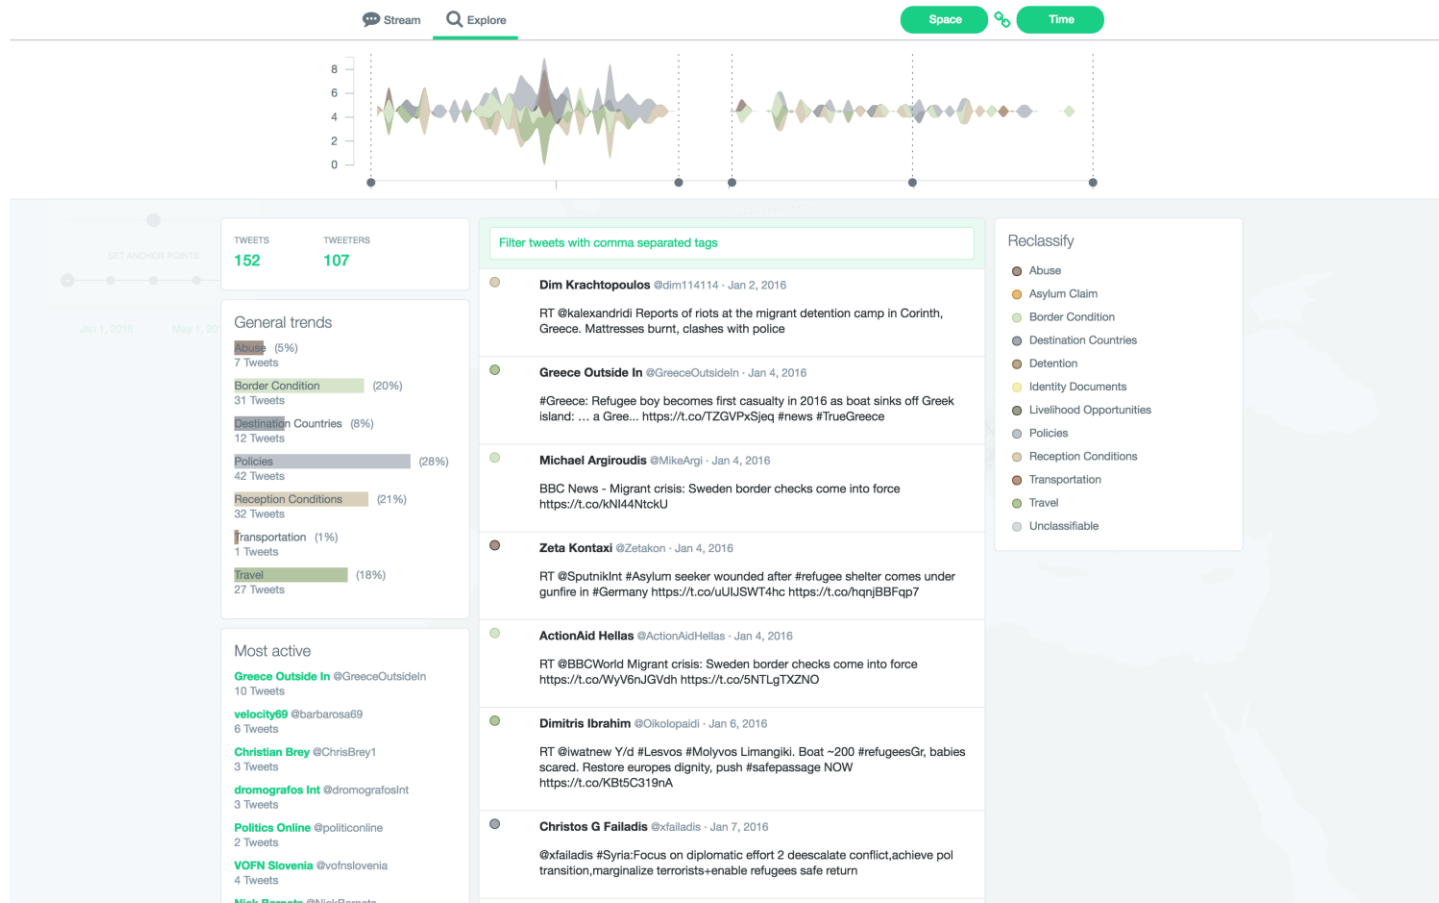 Stream
Explore
Space
Time
8
6
4
2
0
SET ANCHOR POINTS
Jan 1, 2016
May 1, 20
TWEETS
TWEETERS
152
107
General trends
Abuse (5%)
7 Tweets
Border Condition (20%)
31 Tweets
Destination Countries (8%)
12 Tweets
Policies (28%)
42 Tweets
Reception Conditions (21%)
32 Tweets
Transportation (1%)
1 Tweets
Travel (18%)
27 Tweets
Most active
Greece Outside In @GreeceOutsideIn
10 Tweets
velocity69 @barbarosa69
6 Tweets
Christian Brey @ChrisBrey1
3 Tweets
dromografos Int @dromografosInt
3 Tweets
Politics Online @politiconline
2 Tweets
VOFN Slovenia @vofnslovenia
4 Tweets
Filter tweets with comma separated tags
Dim Krachtopoulos @dim114114 · Jan 2, 2016
RT @kalexandridi Reports of riots at the migrant detention camp in Corinth,
Greece. Mattresses burnt, clashes with police
Greece Outside In @GreeceOutsideIn · Jan 4, 2016
#Greece: Refugee boy becomes first casualty in 2016 as boat sinks off Greek
island: … a Gree... https://t.co/TZGVPxSjeq #news #TrueGreece
Michael Argiroudis @MikeArgi · Jan 4, 2016
BBC News - Migrant crisis: Sweden border checks come into force
https://t.co/kNI44NtckU
Zeta Kontaxi @Zetakon · Jan 4, 2016
RT @SputnikInt #Asylum seeker wounded after #refugee shelter comes under
gunfire in #Germany https://t.co/uUIJSWT4hc https://t.co/hqnjBBFqp7
ActionAid Hellas @ActionAidHellas · Jan 4, 2016
RT @BBCWorld Migrant crisis: Sweden border checks come into force
https://t.co/WyV6nJGVdh https://t.co/5NTLgTXZNO
Dimitris Ibrahim @Oikolopaidi · Jan 6, 2016
RT @iwatnew Y/d #Lesvos #Molyvos Limangiki. Boat ~200 #refugeesGr, babies
scared. Restore europes dignity, push #safepassage NOW
https://t.co/KBt5C319nA
Christos G Failadis @xfailadis · Jan 7, 2016
@xfailadis #Syria:Focus on diplomatic effort 2 deescalate conflict,achieve pol
transition,marginalize terrorists+enable refugees safe return
Reclassify
Abuse
Asylum Claim
Border Condition
Destination Countries
Detention
Identity Documents
Livelihood Opportunities
Policies
Reception Conditions
Transportation
Travel
Unclassifiable